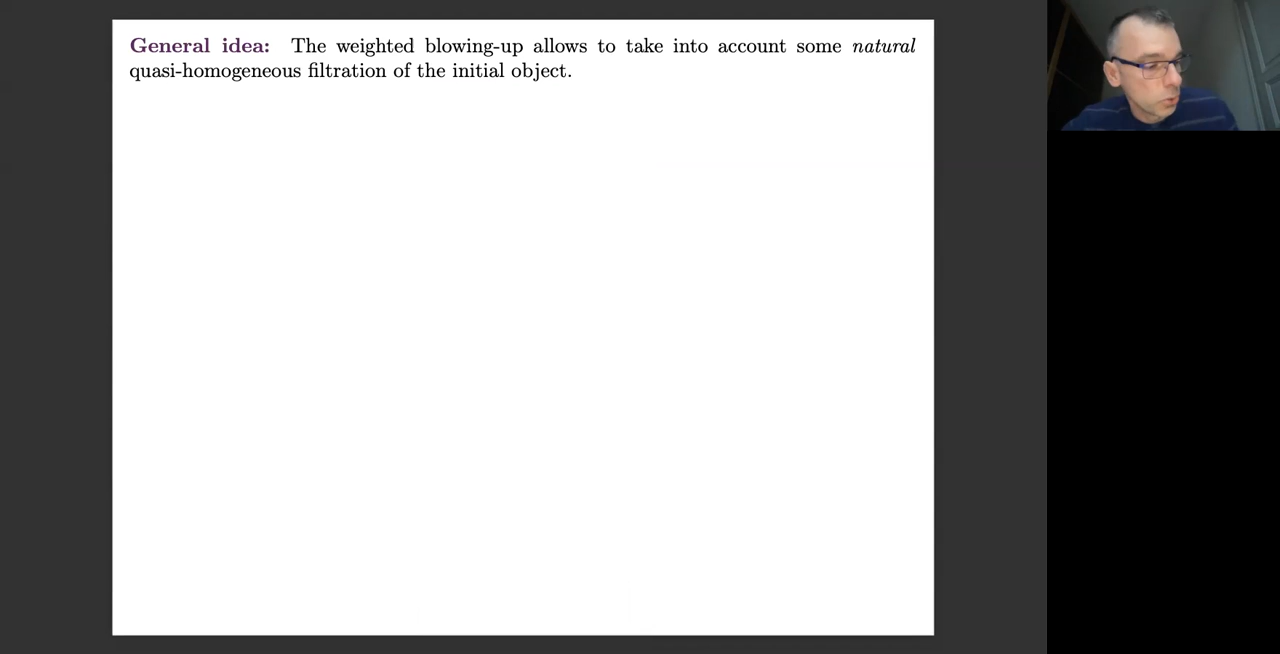 General idea: The weighted blowing-up allows to take into account some natural
quasi-homogeneous filtration of the initial object.